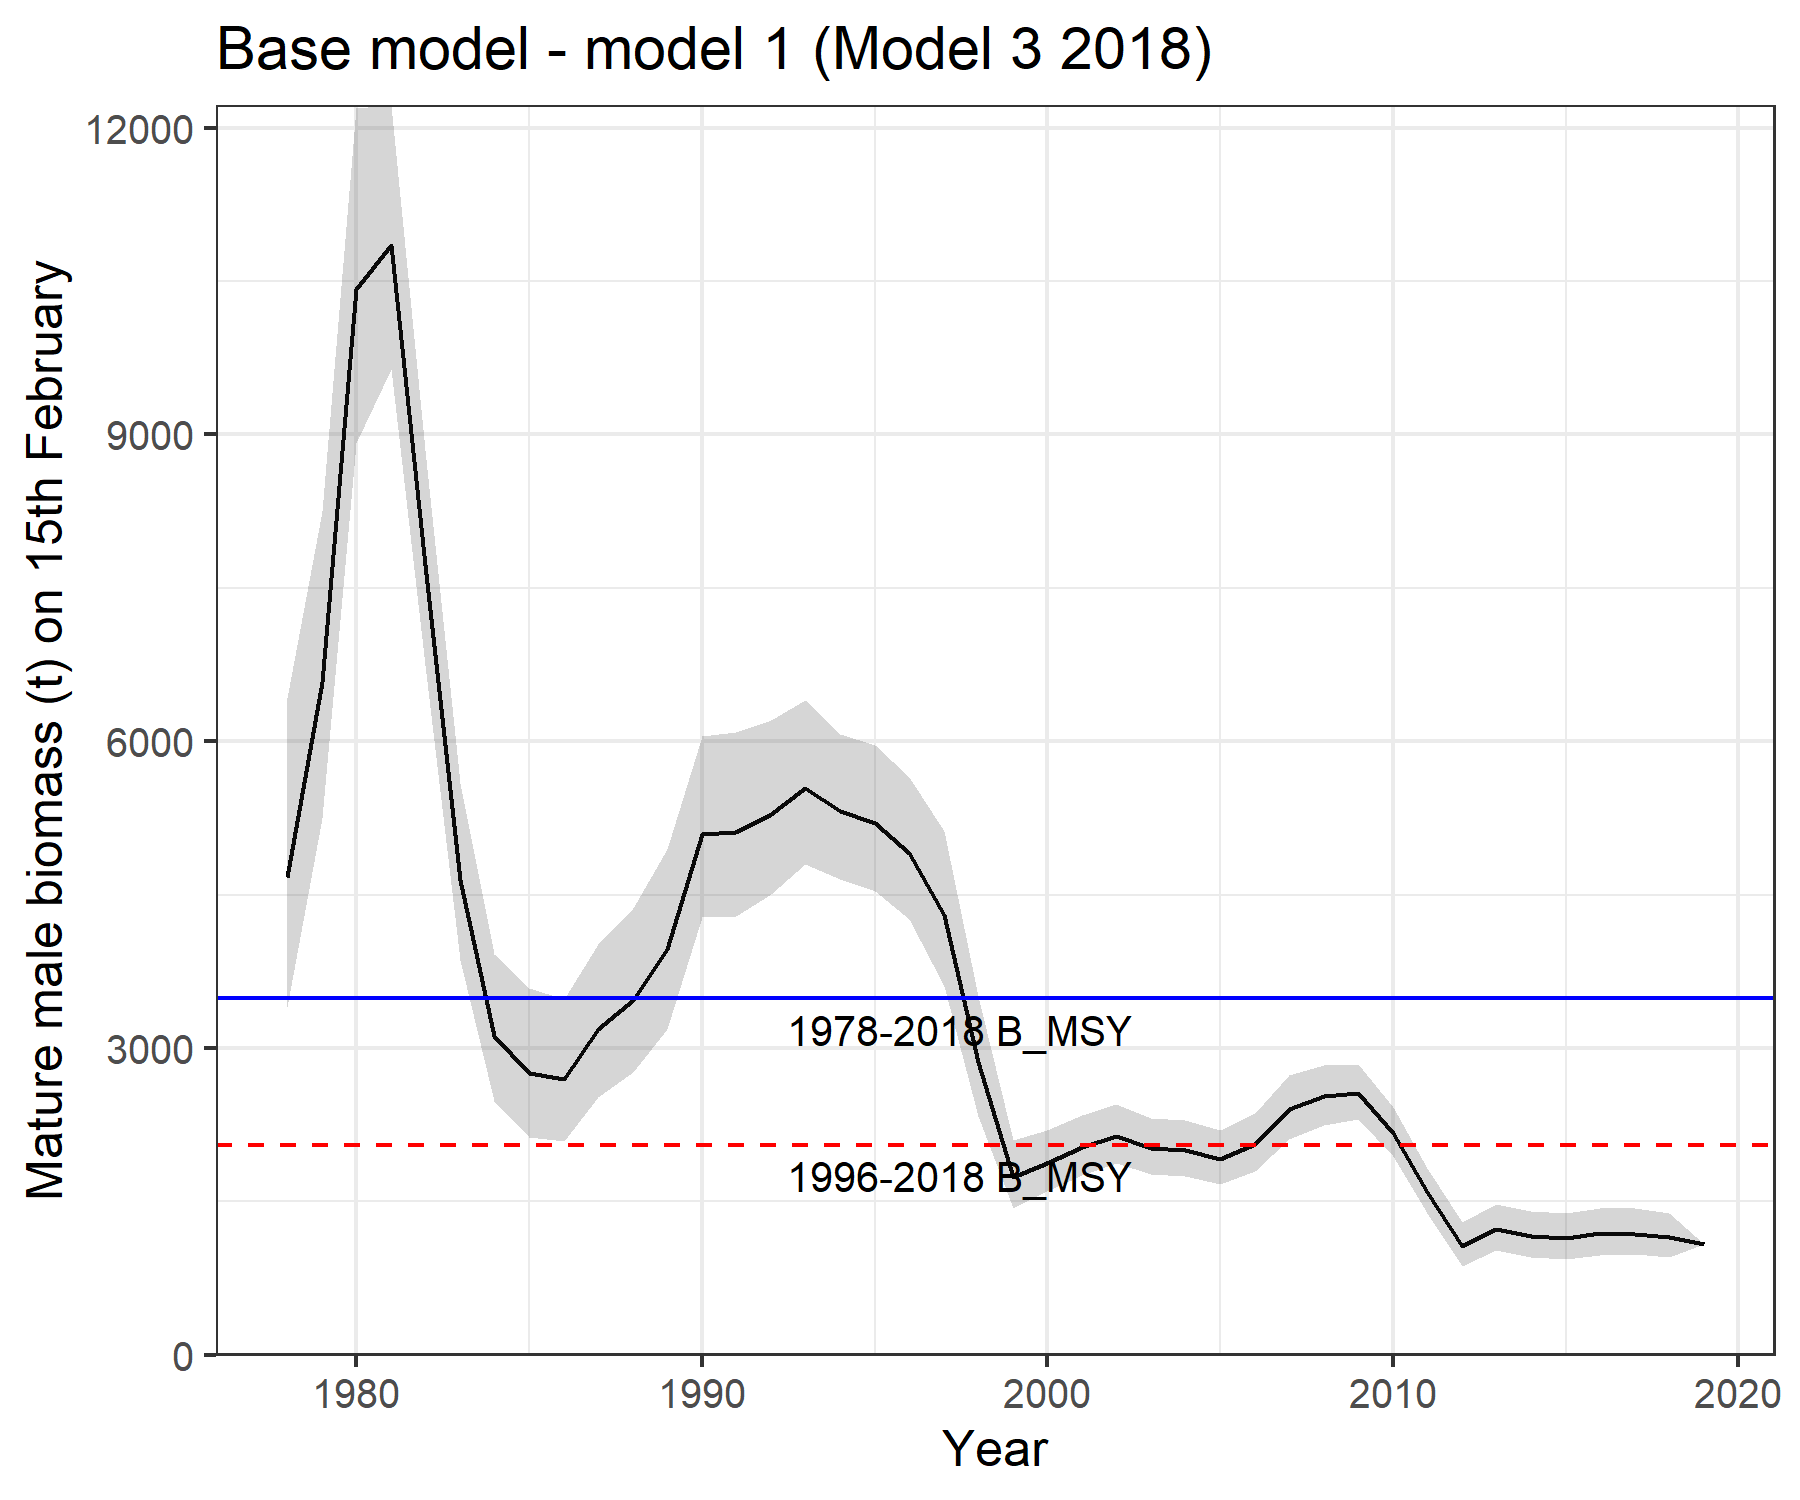 Base model - model 1 (Model 3 2018)
Mature male biomass (t) on 15th February
12000
9000
6000
3000
0
1978-2018 B_MSY
1996-2018 B_MSY
1980
1990
2000
2010
2020
Year